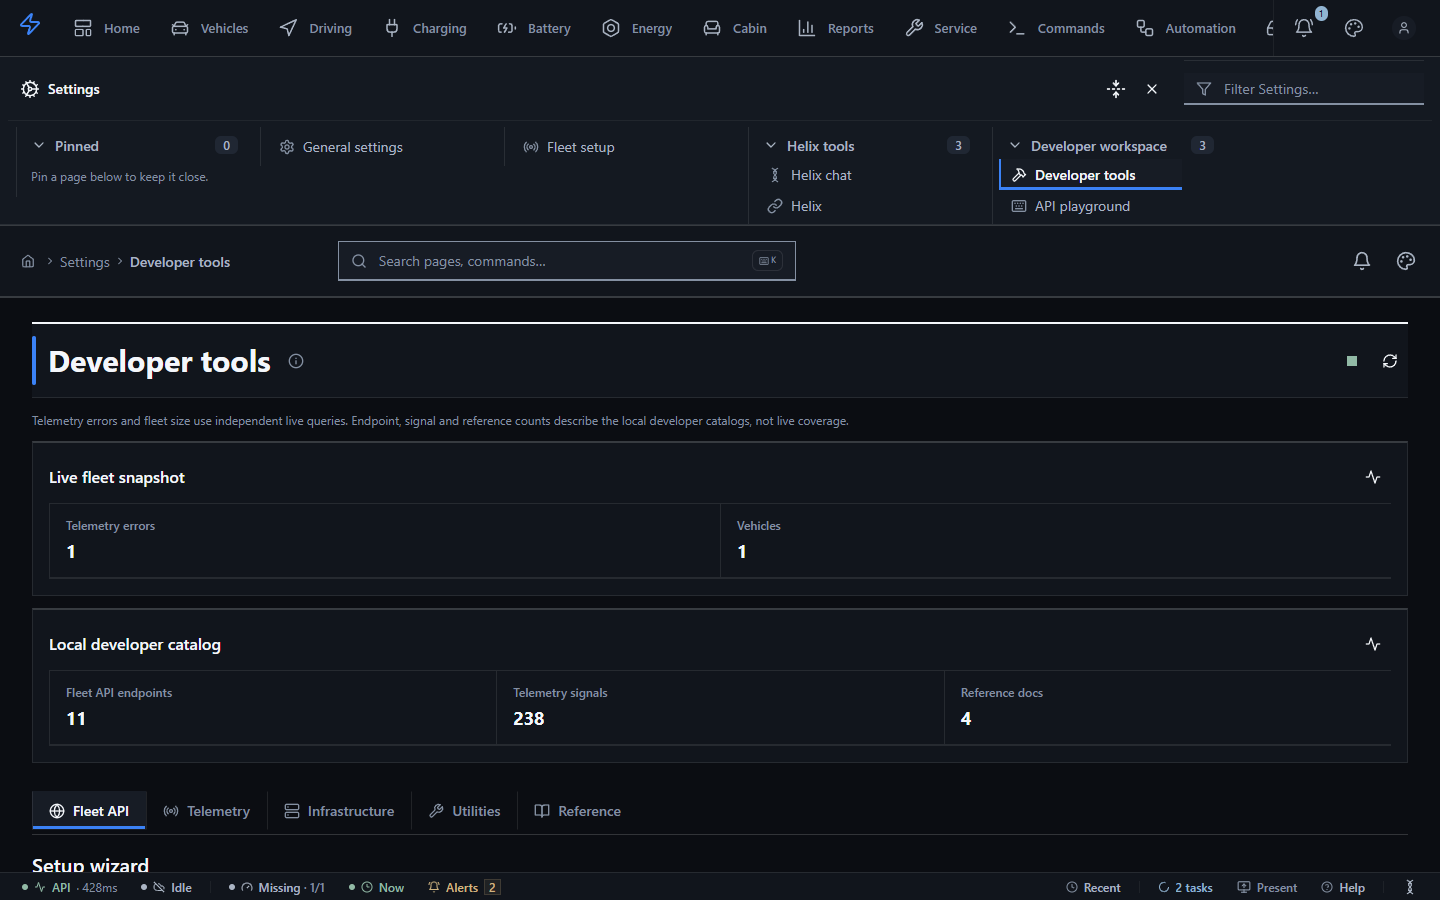 Home Vehicles Driving Charging Battery Energy Cabin Reports Service Commands Automation 1
Settings
Filter Settings...
Pinned 0
Pin a page below to keep it close.
General settings
Fleet setup
Helix tools 3
Helix chat
Helix
Developer workspace 3
Developer tools
API playground
Settings Developer tools
Search pages, commands... K
Developer tools
Telemetry errors and fleet size use independent live queries. Endpoint, signal and reference counts describe the local developer catalogs, not live coverage.
Live fleet snapshot
Telemetry errors
1
Vehicles
1
Local developer catalog
Fleet API endpoints
11
Telemetry signals
238
Reference docs
4
Fleet API Telemetry Infrastructure Utilities Reference
Setup wizard
API · 428ms Idle Missing · 1/1 Now Alerts 2 Recent 2 tasks Present Help